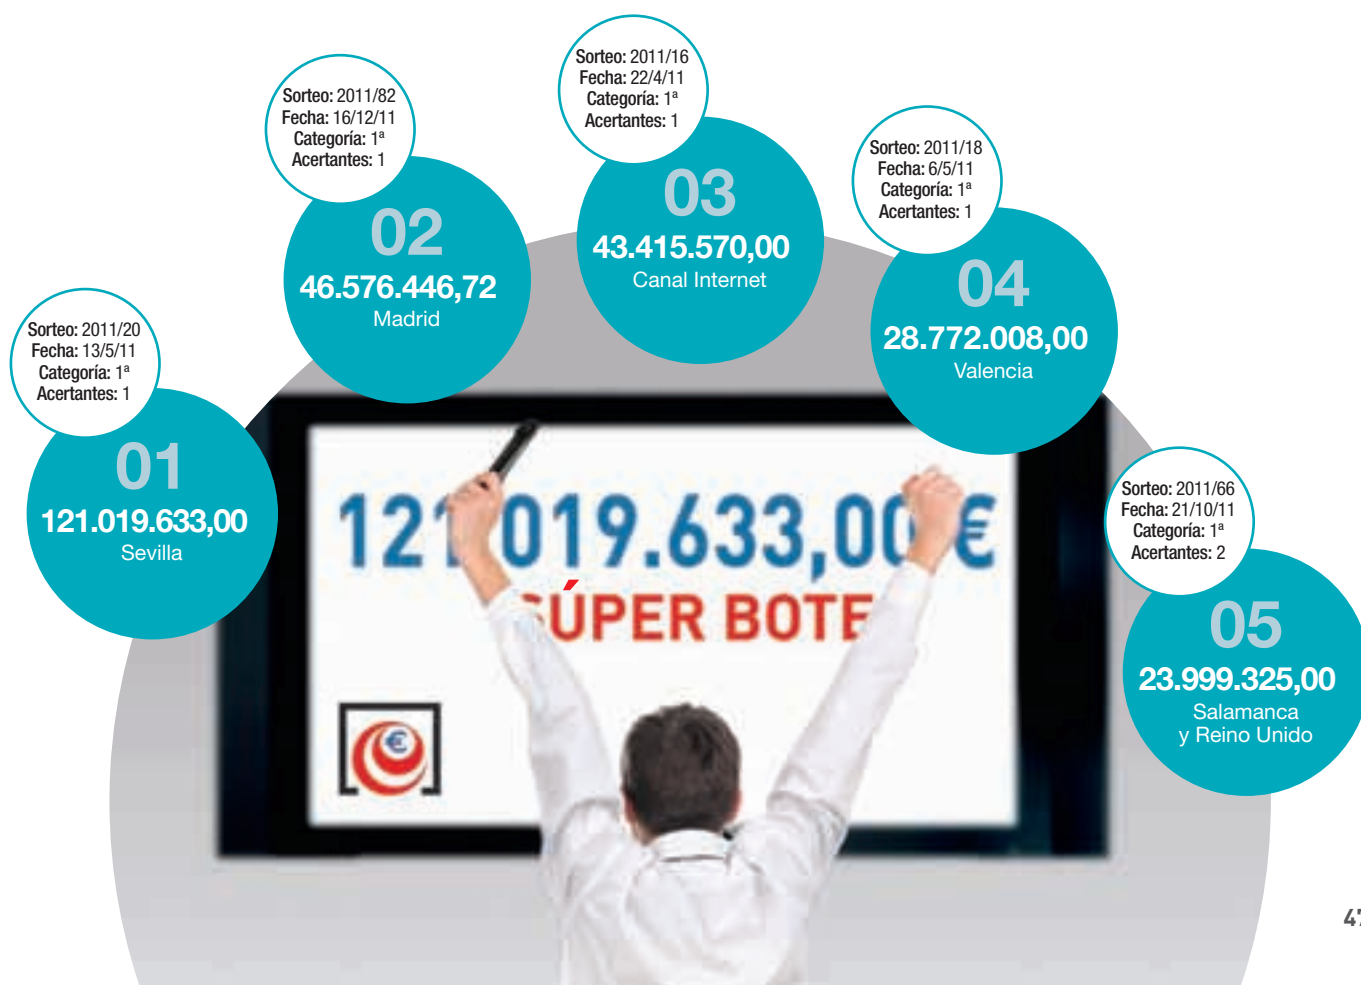 Sorteo: 2011/20
Fecha: 13/5/11
Categoría: 1ª
Acertantes: 1
01
121.019.633,00
Sevilla
Sorteo: 2011/82
Fecha: 16/12/11
Categoría: 1ª
Acertantes: 1
02
46.576.446,72
Madrid
Sorteo: 2011/16
Fecha: 22/4/11
Categoría: 1ª
Acertantes: 1
03
43.415.570,00
Canal Internet
Sorteo: 2011/18
Fecha: 6/5/11
Categoría: 1ª
Acertantes: 1
04
28.772.008,00
Valencia
Sorteo: 2011/66
Fecha: 21/10/11
Categoría: 1ª
Acertantes: 2
05
23.999.325,00
Salamanca
y Reino Unido
121.019.633,00 €
SÚPER BOTE
€
47